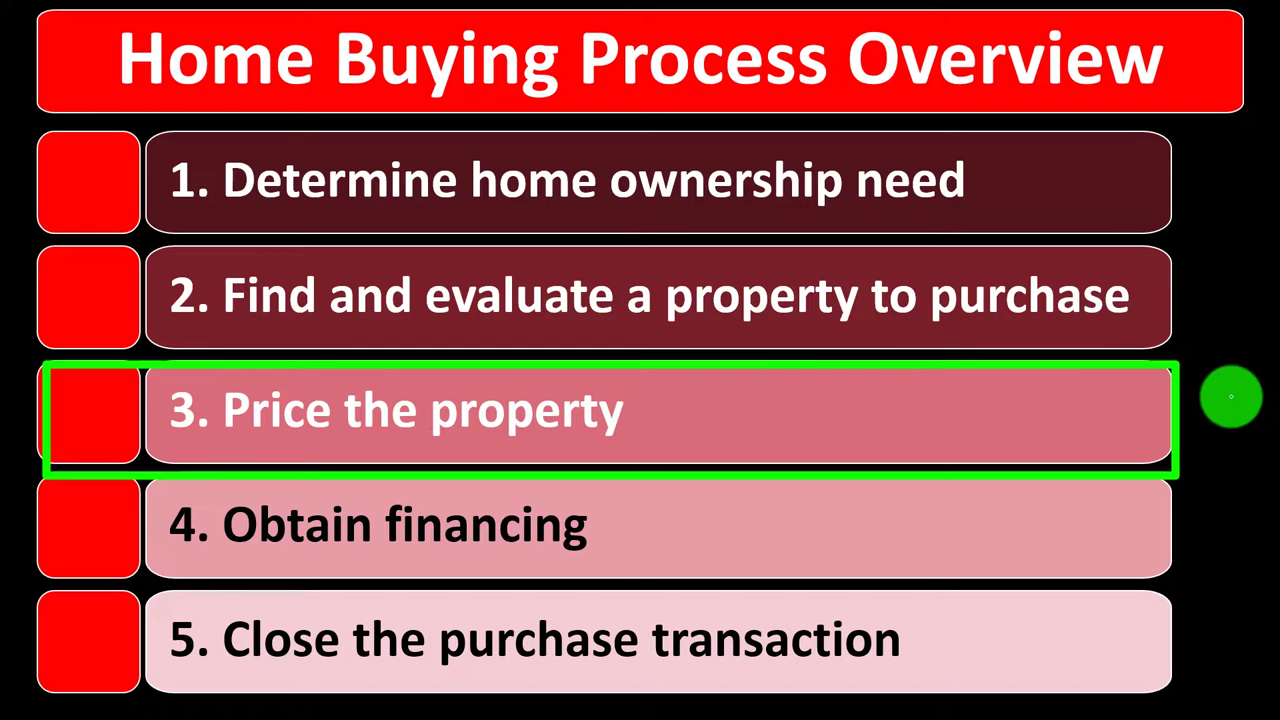 Home Buying Process Overview
1. Determine home ownership need
2. Find and evaluate a property to purchase
3. Price the property
4. Obtain financing
5. Close the purchase transaction